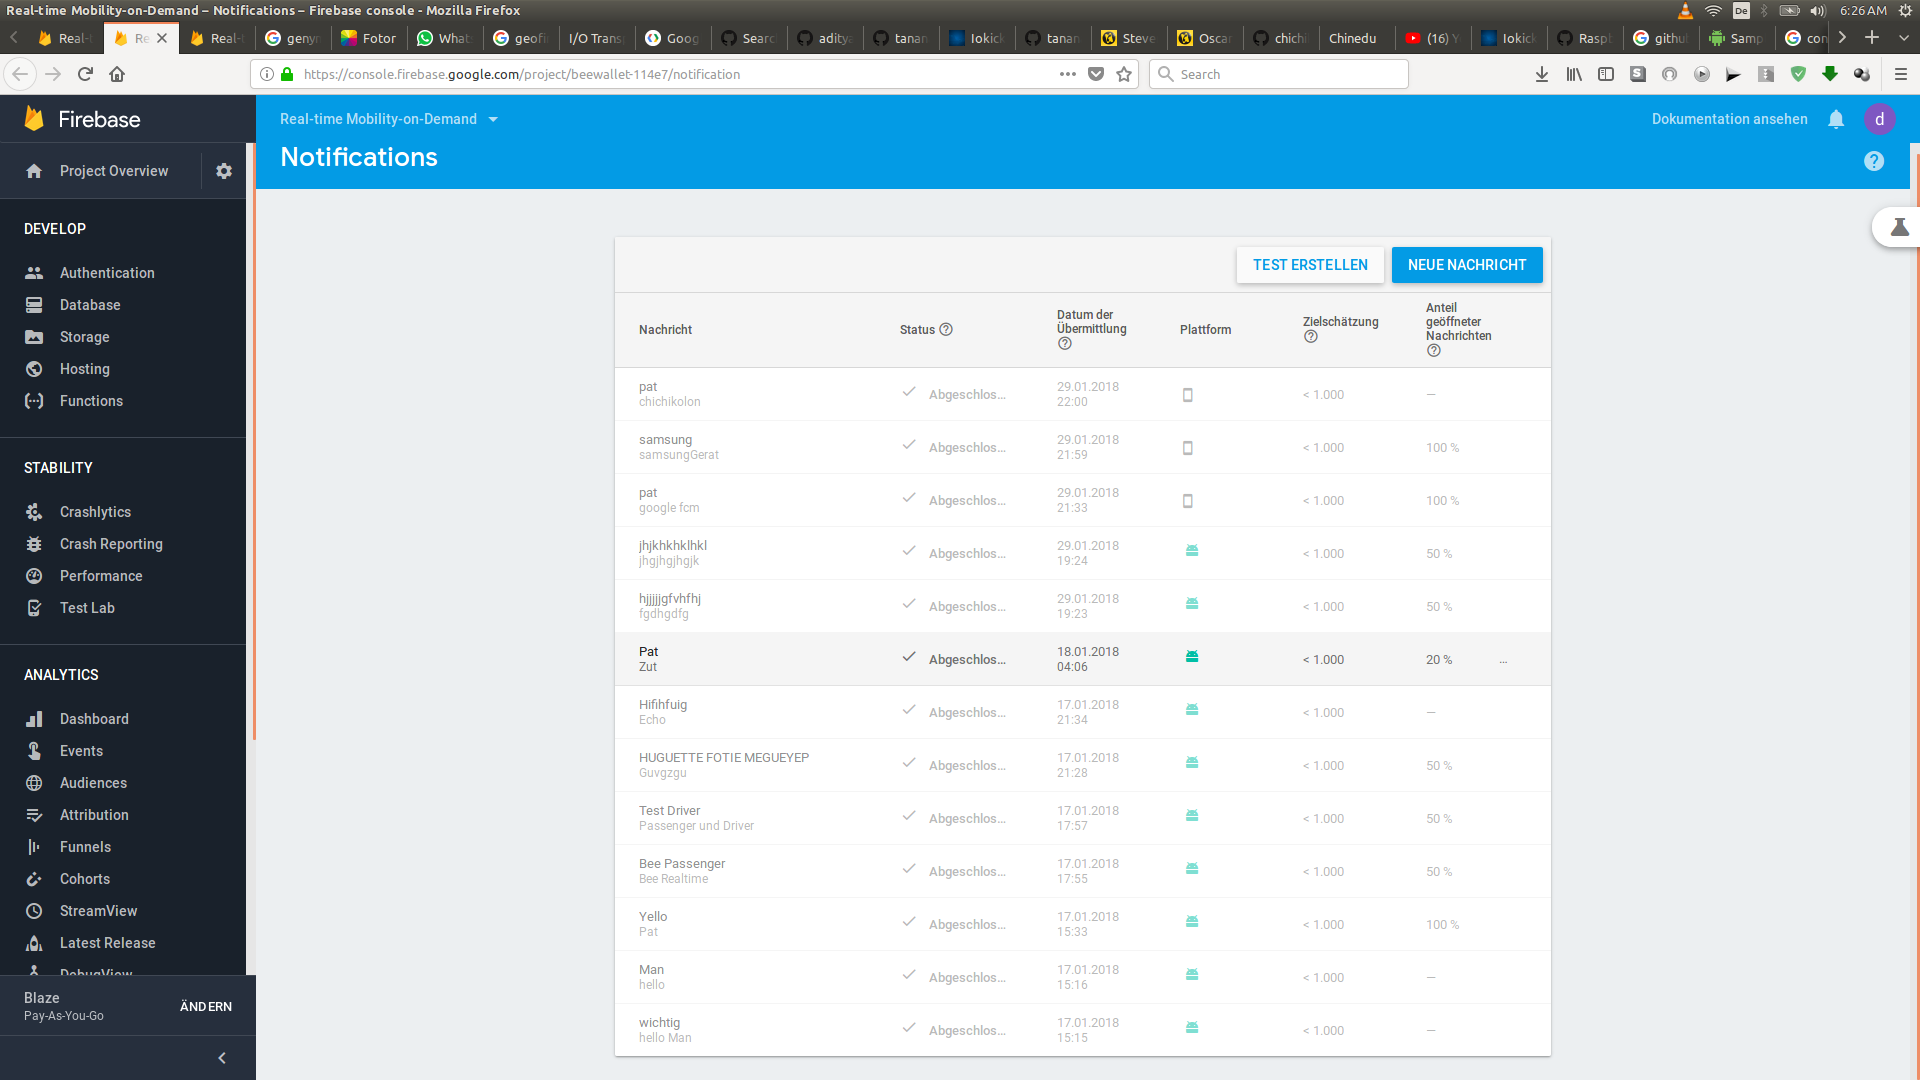 Real-time Mobility-on-Demand – Notifications – Firebase console - Mozilla Firefox
De
6:26 AM
Real-
Re
Real-
geny
Fotor
What
geofi
I/O Trans
Goog
Searc
aditya
tanan
Iokick
tanan
Steve
Oscar
chichi
Chinedu
(16) Y
Iokick
Raspb
githu
Samp
con
https://console.firebase.google.com/project/beewallet-114e7/notification
Search
Firebase
Real-time Mobility-on-Demand
Dokumentation ansehen
d
Notifications
Project Overview
DEVELOP
Authentication
Database
Storage
Hosting
Functions
STABILITY
Crashlytics
Crash Reporting
Performance
Test Lab
ANALYTICS
Dashboard
Events
Audiences
Attribution
Funnels
Cohorts
StreamView
Latest Release
DebugView
Blaze
Pay-As-You-Go
ÄNDERN
TEST ERSTELLEN
NEUE NACHRICHT
Nachricht
Status
Datum der
Übermittlung
Plattform
Zielschätzung
Anteil
geöffneter
Nachrichten
pat
chichikolon
Abgeschlos...
29.01.2018
22:00
< 1.000
—
samsung
samsungGerat
Abgeschlos...
29.01.2018
21:59
< 1.000
100 %
pat
google fcm
Abgeschlos...
29.01.2018
21:33
< 1.000
100 %
jhjkhkhklhkl
jhgjhgjhgjk
Abgeschlos...
29.01.2018
19:24
< 1.000
50 %
hjjjjjgfvhfhj
fgdhgdfg
Abgeschlos...
29.01.2018
19:23
< 1.000
50 %
Pat
Zut
Abgeschlos...
18.01.2018
04:06
< 1.000
20 %
...
Hifihfuig
Echo
Abgeschlos...
17.01.2018
21:34
< 1.000
—
HUGUETTE FOTIE MEGUEYEP
Guvgzgu
Abgeschlos...
17.01.2018
21:28
< 1.000
50 %
Test Driver
Passenger und Driver
Abgeschlos...
17.01.2018
17:57
< 1.000
50 %
Bee Passenger
Bee Realtime
Abgeschlos...
17.01.2018
17:55
< 1.000
50 %
Yello
Pat
Abgeschlos...
17.01.2018
15:33
< 1.000
100 %
Man
hello
Abgeschlos...
17.01.2018
15:16
< 1.000
—
wichtig
hello Man
Abgeschlos...
17.01.2018
15:15
< 1.000
—